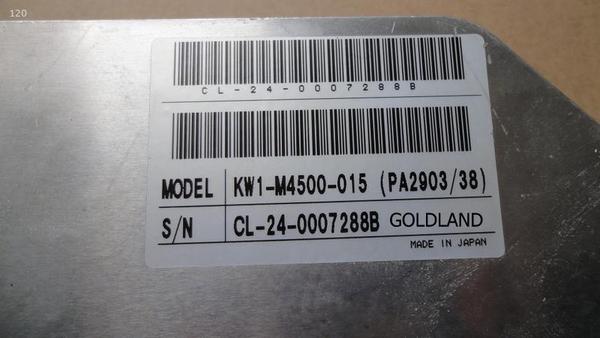 120
CL-24-0007288B
MODEL KW1-M4500-015 (PA2903/38)
S/N CL-24-0007288B GOLDLAND
MADE IN JAPAN